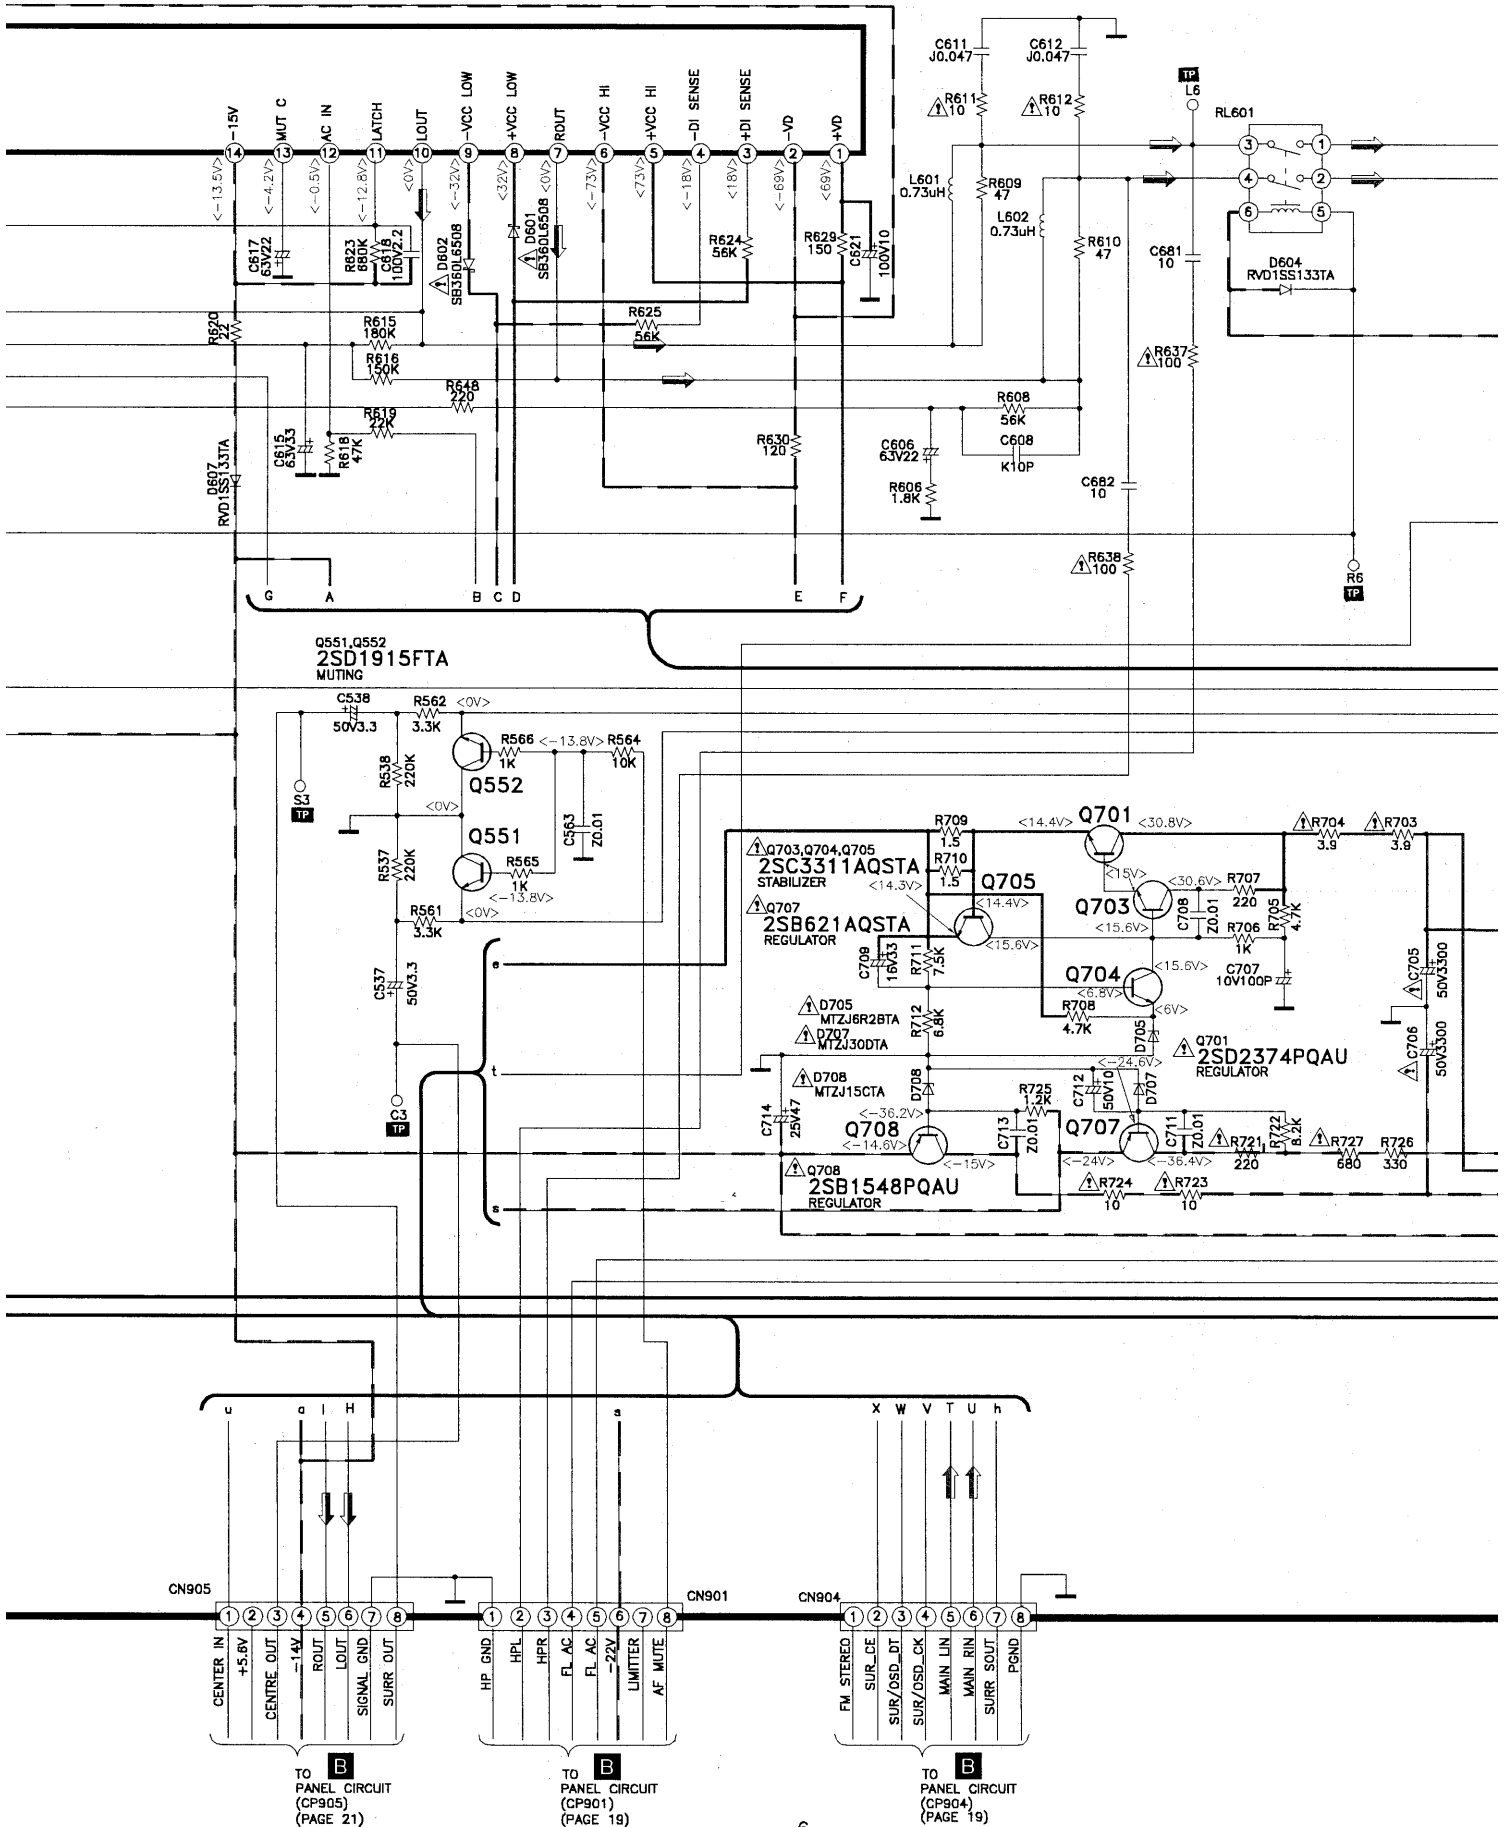 C611
J0.047
C612
J0.047
TP
L6
RL601
R611
10
R612
10
-15V
MUT C
AC IN
LATCH
LOUT
-VCC LOW
+VCC LOW
ROUT
-VCC HI
+VCC HI
-DI SENSE
+DI SENSE
-VD
+VD
14 13 12 11 10 9 8 7 6 5 4 3 2 1
3 1
4 2
6 5
<-13.5V>
<-4.2V>
<-0.5V>
<-12.8V>
<0V>
<-32V>
<32V>
<0V>
<-73V>
<73V>
<-18V>
<18V>
<-69V>
<69V>
L601
0.73uH
R609
47
L602
0.73uH
R610
47
C617
63V22
R623
680K
C618
100V2.2
D602
SB360L6508
D601
SB360L6508
R624
56K
R629
150
C621
100V10
C681
10
D604
RVD1SS133TA
R620
22
R615
180K
R625
56K
R616
150K
R637
100
R648
220
R608
56K
R619
22K
C615
63V33
R618
47K
R630
120
C606
63V22
C608
K10P
D607
RVD1SS133TA
R606
1.8K
C682
10
R638
100
R6
TP
G A B C D E F
Q551,Q552
2SD1915FTA
MUTING
C538
50V3.3
R562
3.3K
<0V>
R566
1K
<-13.8V>
R564
10K
R538
220K
Q552
S3
TP
<0V>
Q551
C563
Z0.01
R537
220K
R565
1K
<-13.8V>
R561
3.3K
<0V>
C537
50V3.3
C3
TP
e
t
s
R709
1.5
<14.4V>
Q701
<30.8V>
R704
3.9
R703
3.9
Q703,Q704,Q705
2SC3311AQSTA
STABILIZER
R710
1.5
<14.3V>
Q705
<15V>
<30.6V>
R707
220
Q707
2SB621AQSTA
REGULATOR
<14.4V>
Q703
C708
Z0.01
R705
4.7K
<15.6V>
<15.6V>
R706
1K
C709
16V33
R711
7.5K
Q704
<15.6V>
C707
10V100P
C705
50V3300
<6.8V>
R708
4.7K
<6V>
D705
MTZJ6R2BTA
D707
MTZJ30DTA
R712
6.8K
D705
Q701
2SD2374PQAU
REGULATOR
C706
50V3300
<-24.6V>
D708
MTZJ15CTA
D708
R725
1.2K
C712
50V10
D707
C714
25V47
<-36.2V>
Q708
<-14.6V>
C713
Z0.01
Q707
C711
Z0.01
R722
8.2K
R721
220
R727
680
R726
330
<-15V>
<-24V>
<-36.4V>
Q708
2SB1548PQAU
REGULATOR
R724
10
R723
10
u a I H
s
X W V T U h
CN905
1 2 3 4 5 6 7 8
CENTER IN
+5.6V
CENTRE OUT
-14V
ROUT
LOUT
SIGNAL GND
SURR OUT
CN901
1 2 3 4 5 6 7 8
HP GND
HPL
HPR
FL AC
FL AC
-22V
LIMITTER
AF MUTE
CN904
1 2 3 4 5 6 7 8
FM STEREO
SUR_CE
SUR/OSD_DT
SUR/OSD_CK
MAIN LIN
MAIN RIN
SURR SOUT
PGND
TO B
PANEL CIRCUIT
(CP905)
(PAGE 21)
TO B
PANEL CIRCUIT
(CP901)
(PAGE 19)
TO B
PANEL CIRCUIT
(CP904)
(PAGE 19)